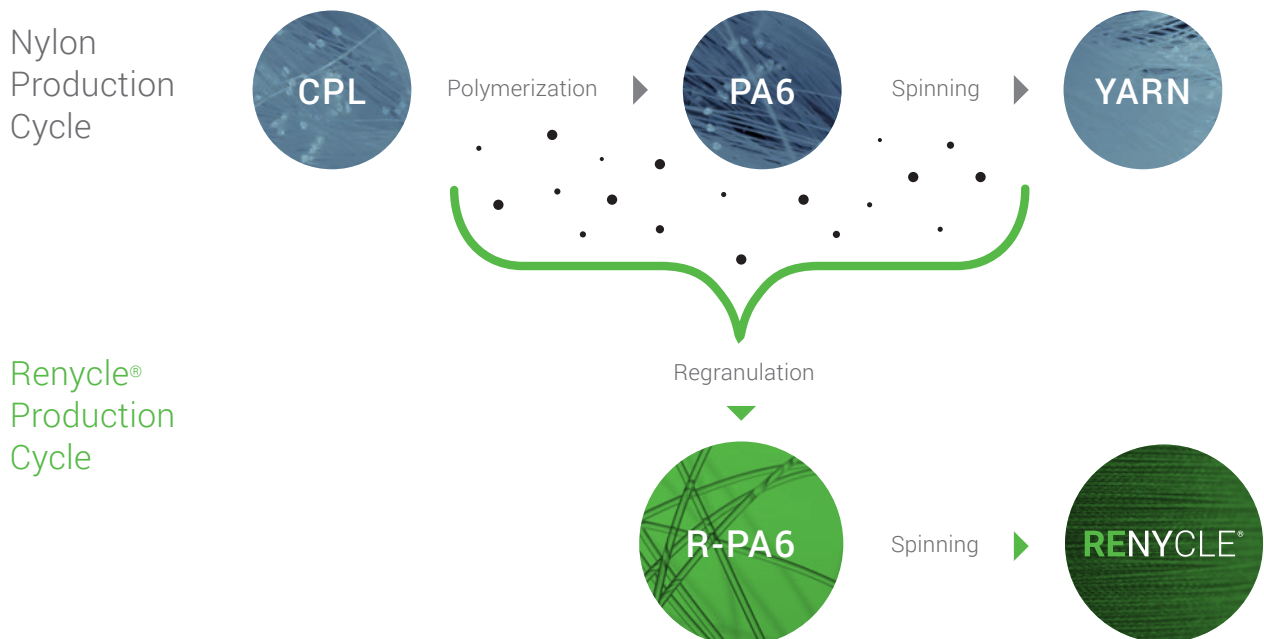 Nylon
Production
Cycle
CPL
Polymerization
PA6
Spinning
YARN
Regranulation
Renycle®
Production
Cycle
R-PA6
Spinning
RENYCLE®